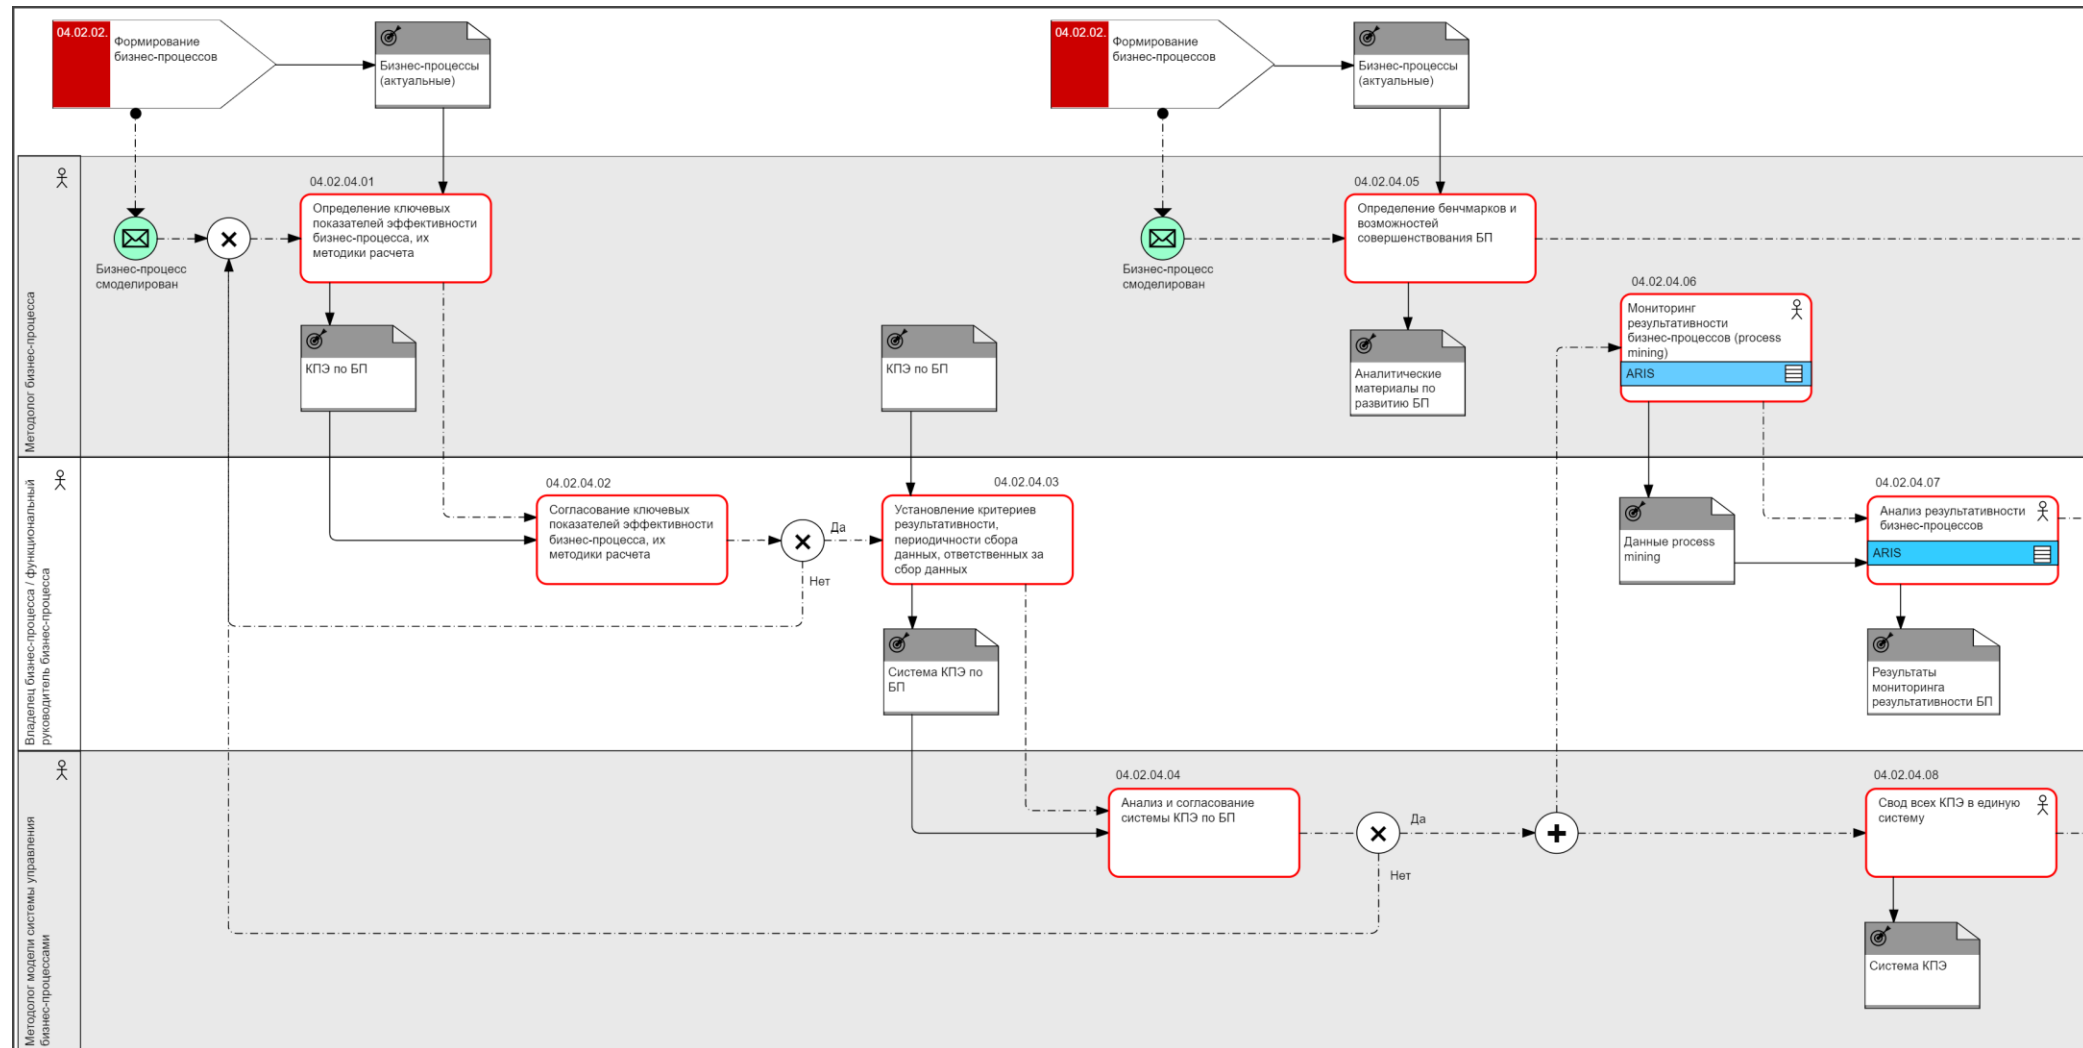 04.02.02.
Формирование
бизнес-процессов
Бизнес-процессы
(актуальные)
04.02.02.
Формирование
бизнес-процессов
Бизнес-процессы
(актуальные)
Методолог бизнес-процесса
Бизнес-процесс
смоделирован
04.02.04.01
Определение ключевых
показателей эффективности
бизнес-процесса, их
методики расчета
КПЭ по БП
КПЭ по БП
Бизнес-процесс
смоделирован
04.02.04.05
Определение бенчмарков и
возможностей
совершенствования БП
Аналитические
материалы по
развитию БП
04.02.04.06
Мониторинг
результативности
бизнес-процессов (process
mining)
ARIS
Владелец бизнес-процесса / функциональный
руководитель бизнес-процесса
04.02.04.02
Согласование ключевых
показателей эффективности
бизнес-процесса, их
методики расчета
Да
Нет
04.02.04.03
Установление критериев
результативности,
периодичности сбора
данных, ответственных за
сбор данных
Система КПЭ по
БП
Данные process
mining
04.02.04.07
Анализ результативности
бизнес-процессов
ARIS
Результаты
мониторинга
результативности БП
Методолог модели системы управления
бизнес-процессами
04.02.04.04
Анализ и согласование
системы КПЭ по БП
Да
Нет
04.02.04.08
Свод всех КПЭ в единую
систему
Система КПЭ